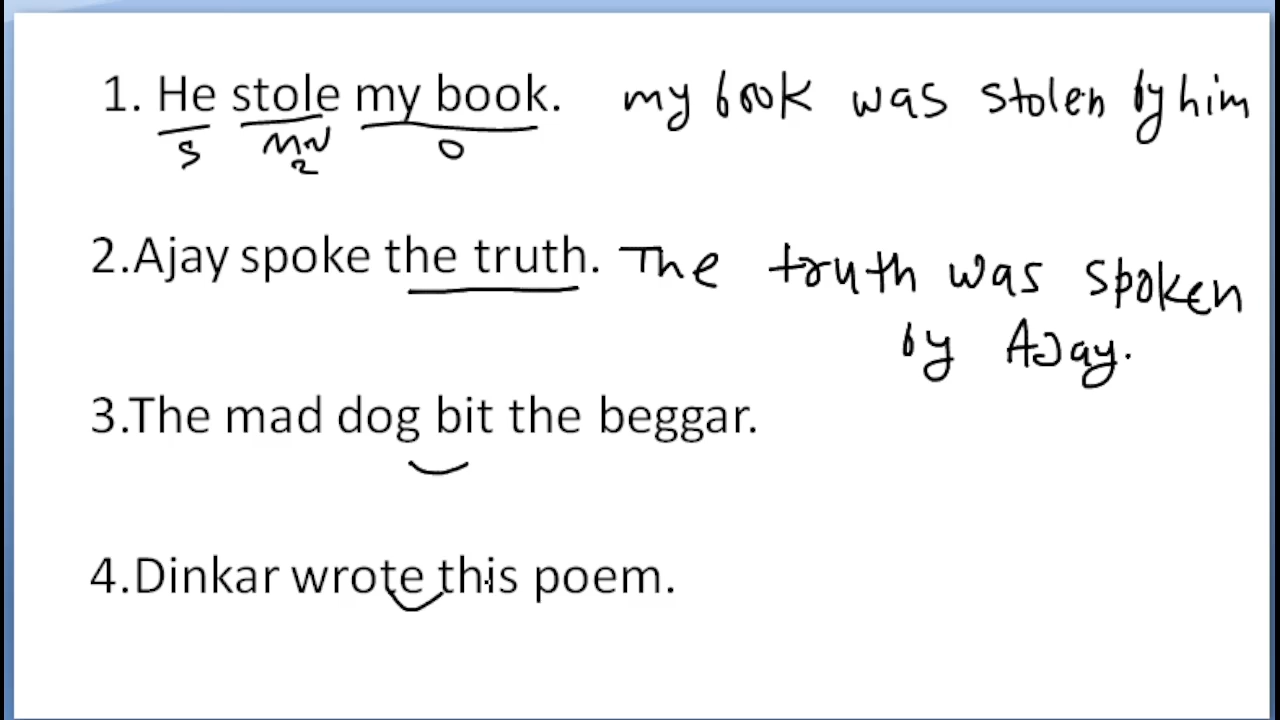 1. He stole my book. my book was stolen by him
S MV2 O
2.Ajay spoke the truth. The truth was spoken
by AJay.
3.The mad dog bit the beggar.
4.Dinkar wrote this poem.